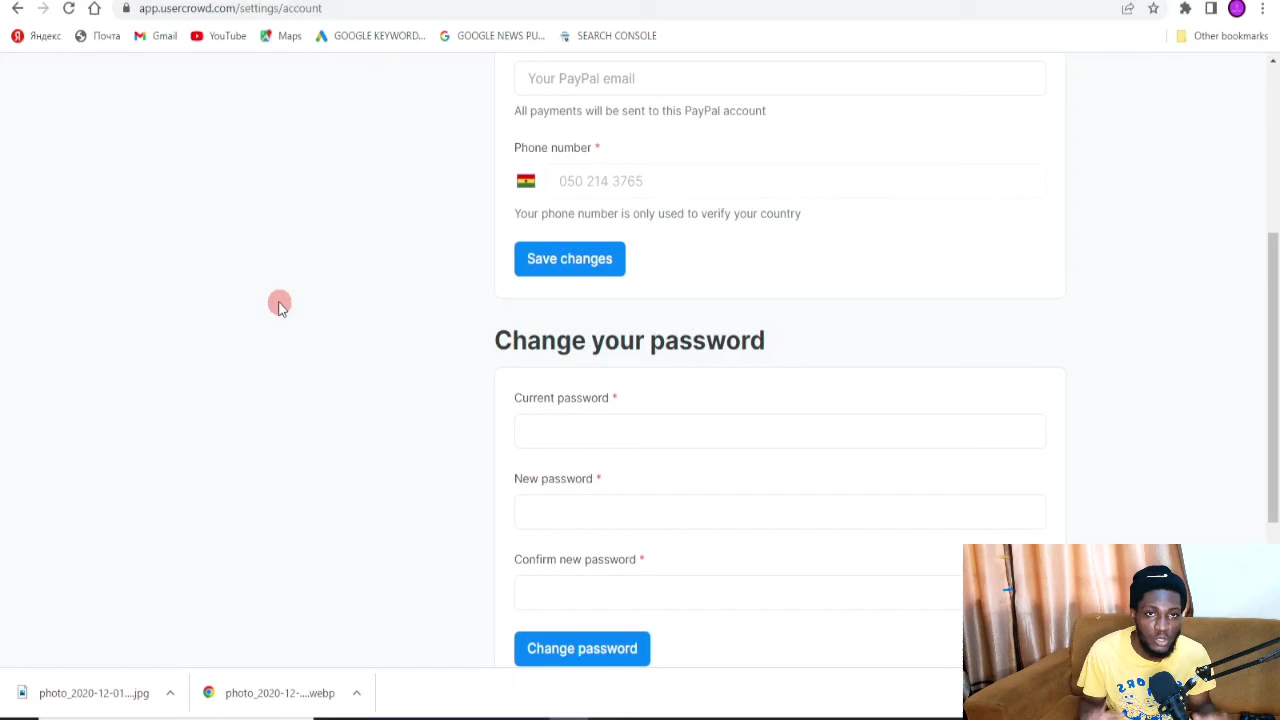 app.usercrowd.com/settings/account
Яндекс Почта Gmail YouTube Maps GOOGLE KEYWORD... GOOGLE NEWS PU... SEARCH CONSOLE Other bookmarks
Your PayPal email
All payments will be sent to this PayPal account
Phone number *
050 214 3765
Your phone number is only used to verify your country
Save changes
Change your password
Current password *
New password *
Confirm new password *
Change password
photo_2020-12-01....jpg photo_2020-12-....webp